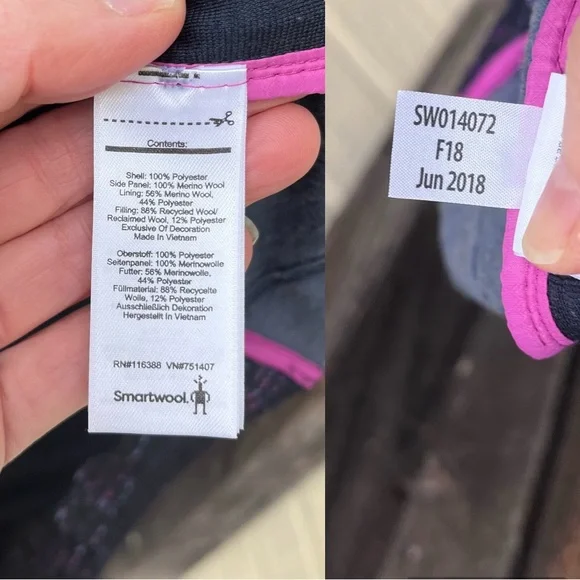 Contents:
Shell: 100% Polyester
Side Panel: 100% Merino Wool
Lining: 56% Merino Wool,
44% Polyester
Filling: 88% Recycled Wool/
Reclaimed Wool, 12% Polyester
Exclusive Of Decoration
Made In Vietnam
Oberstoff: 100% Polyester
Seitenpanel: 100% Merinowolle
Futter: 56% Merinowolle,
44% Polyester
Füllmaterial: 88% Recycelte
Wolle, 12% Polyester
Ausschließlich Dekoration
Hergestellt In Vietnam
RN#116388 VN#751407
Smartwool.
SW014072
F18
Jun 2018